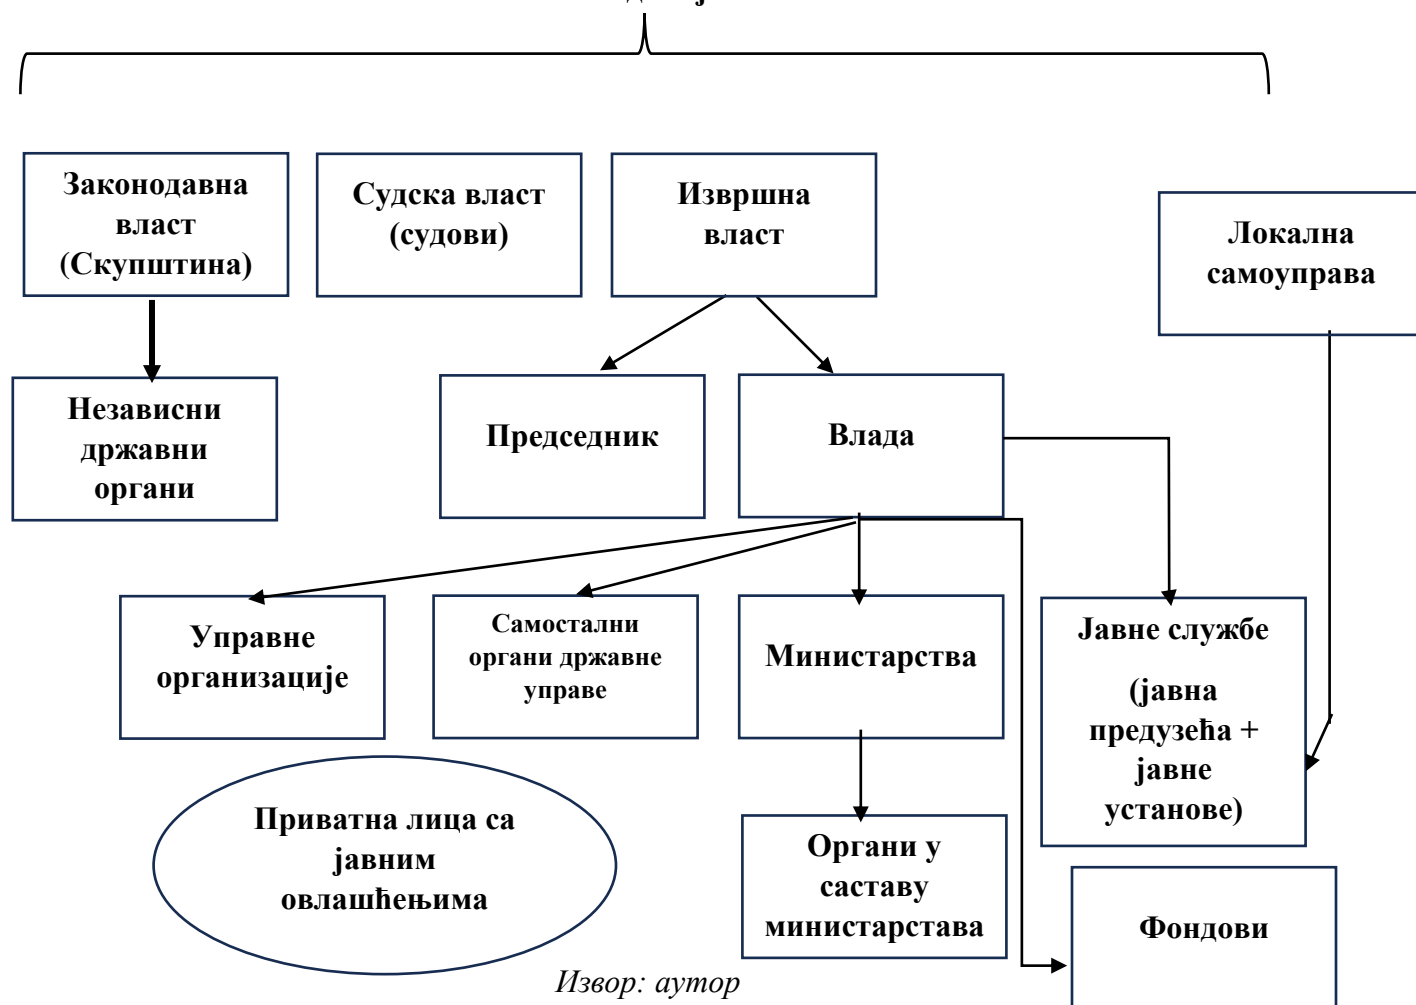 Законодавна
власт
(Скупштина)
Судска власт
(судови)
Извршна
власт
Локална
самоуправа
Независни
државни
органи
Председник
Влада
Управне
организације
Самостални
органи државне
управе
Министарства
Јавне службе
(јавна
предузећа +
јавне
установе)
Приватна лица са
јавним
овлашћењима
Органи у
саставу
министарстава
Фондови
Извор: аутор